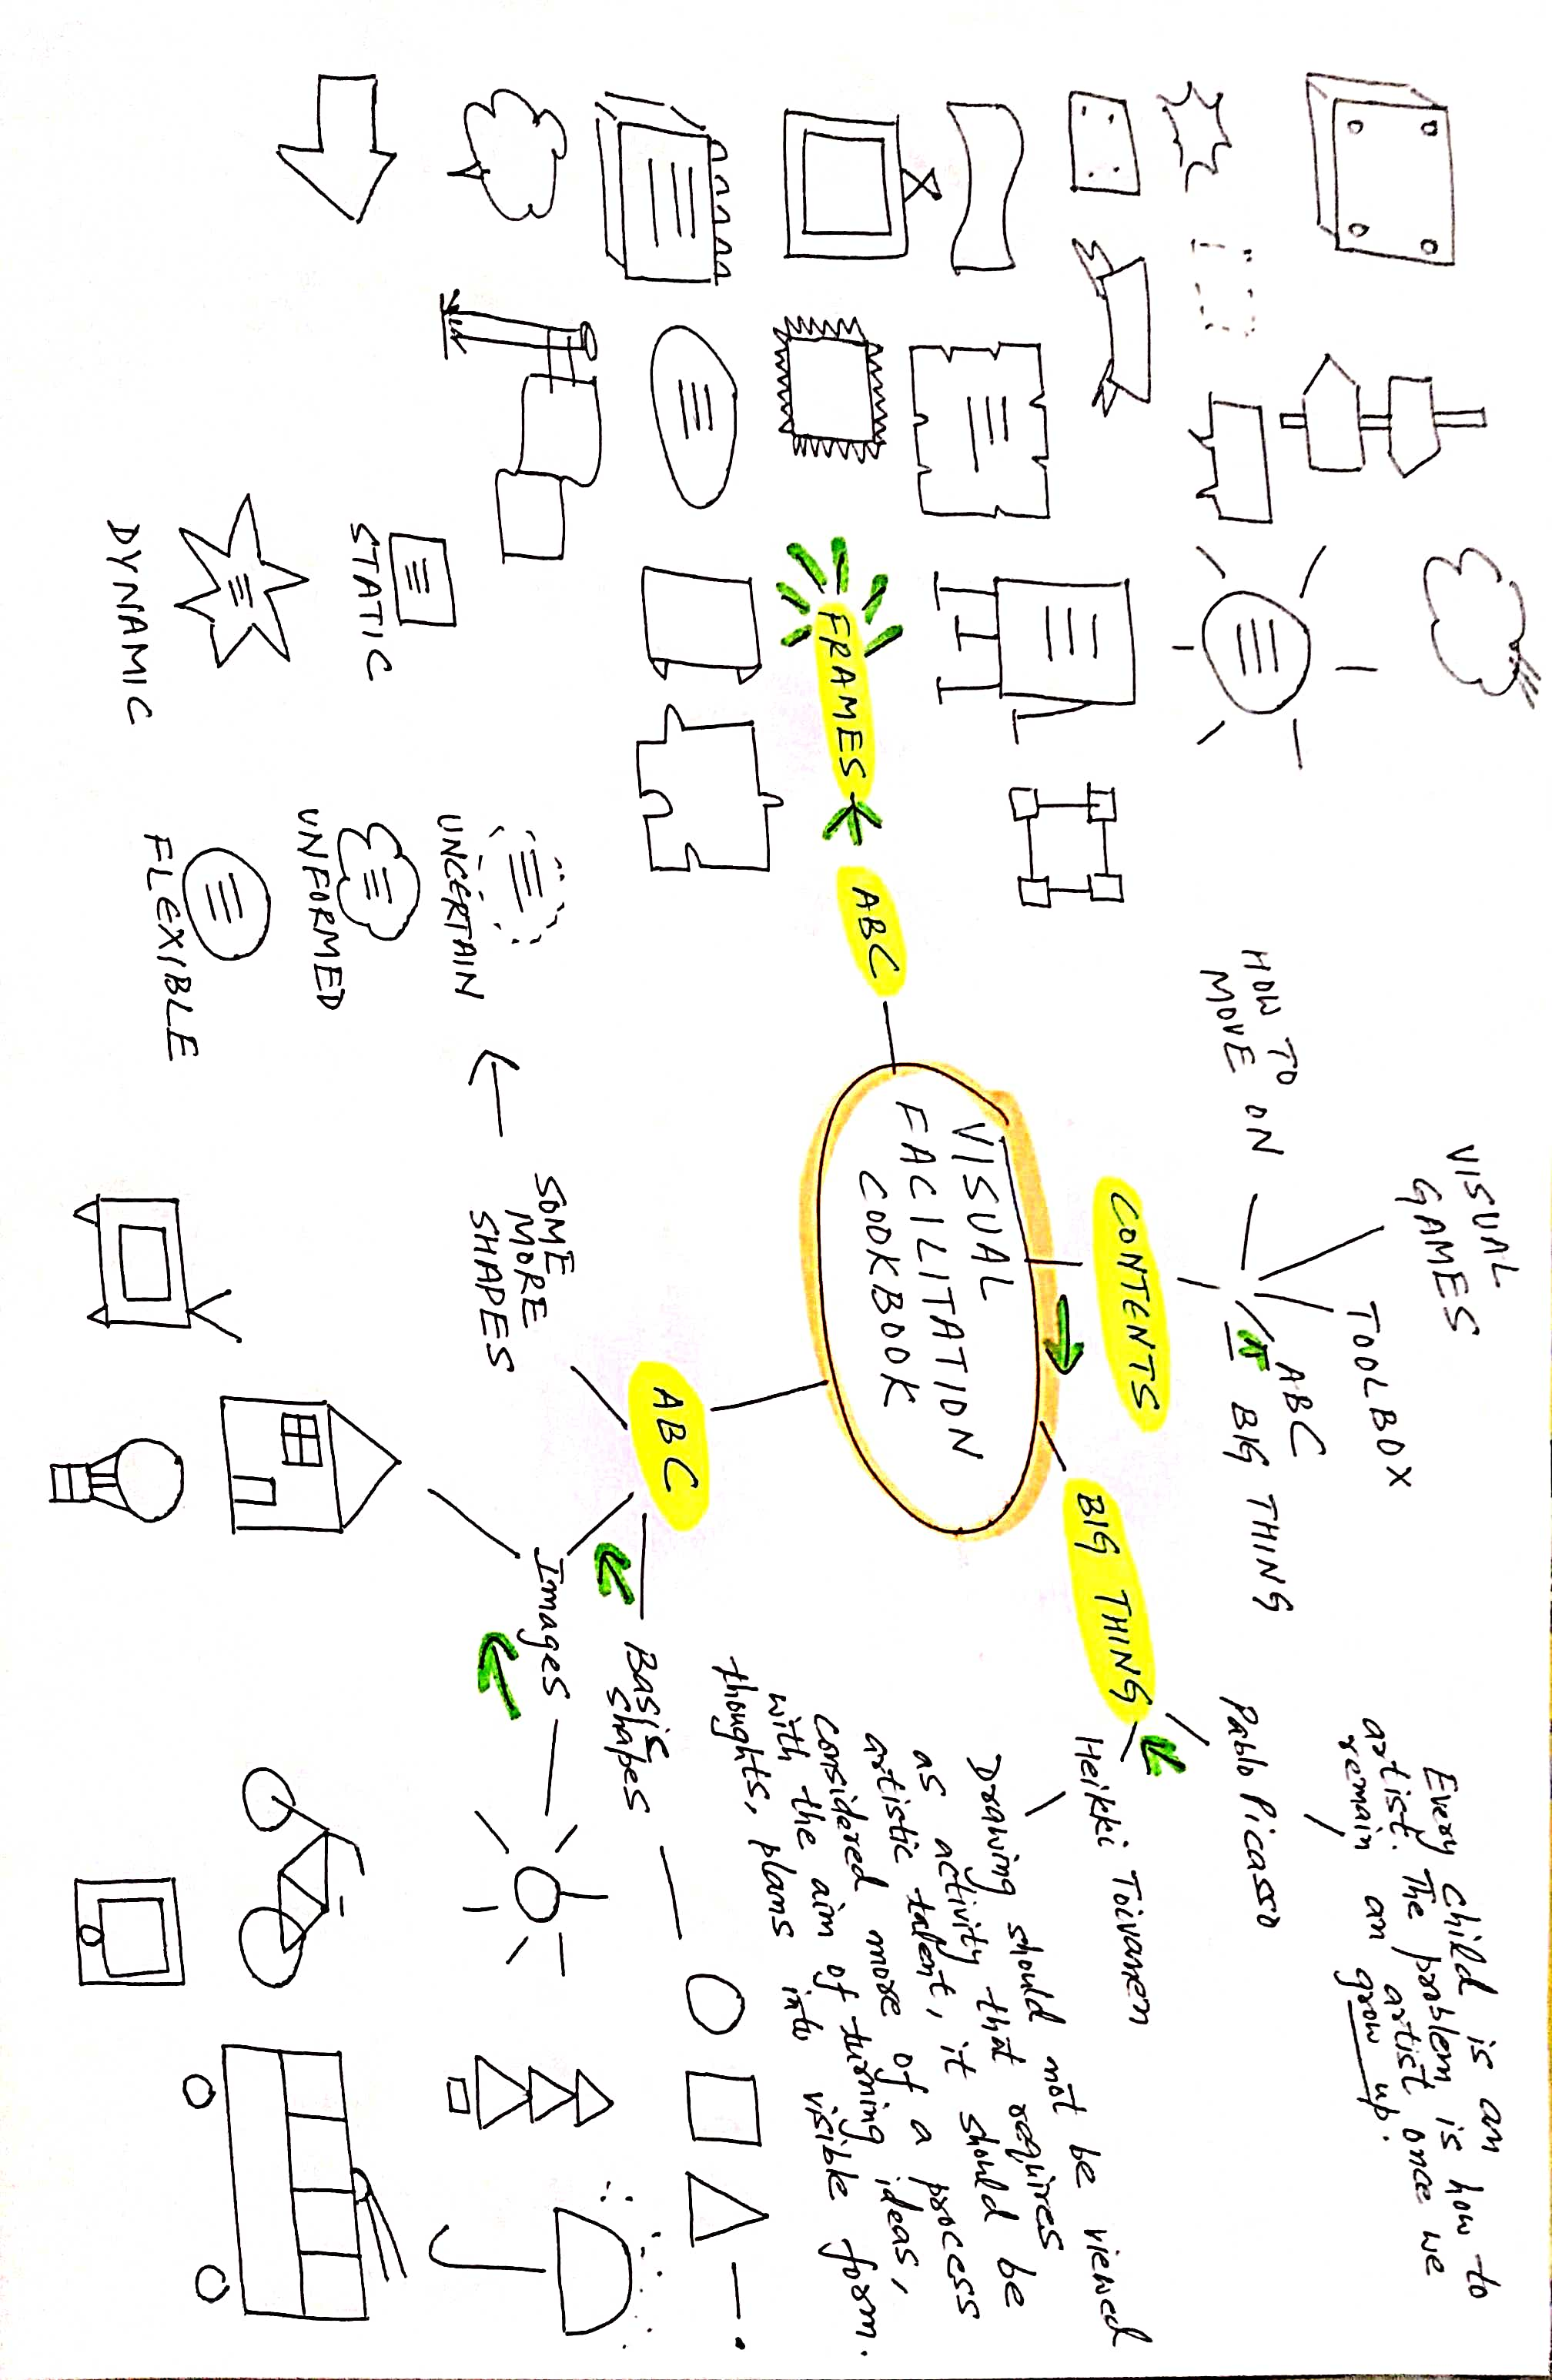 VISUAL
FACILITATION
COOKBOOK
CONTENTS
BIG THING
ABC
TOOLBOX
VISUAL
GAMES
HOW TO
MOVE ON
BIG THING
Pablo Picasso
Every child is an
artist. The problem is how to
remain an artist once we
grow up.
Heikki Toivanen
Drawing should not be viewed
as activity that requires
artistic talent, it should be
considered more of a process
with the aim of turning ideas,
thoughts, plans into visible form.
ABC
Basic
shapes
Images
SOME
MORE
SHAPES
UNCERTAIN
UNFORMED
FLEXIBLE
STATIC
DYNAMIC
ABC
FRAMES